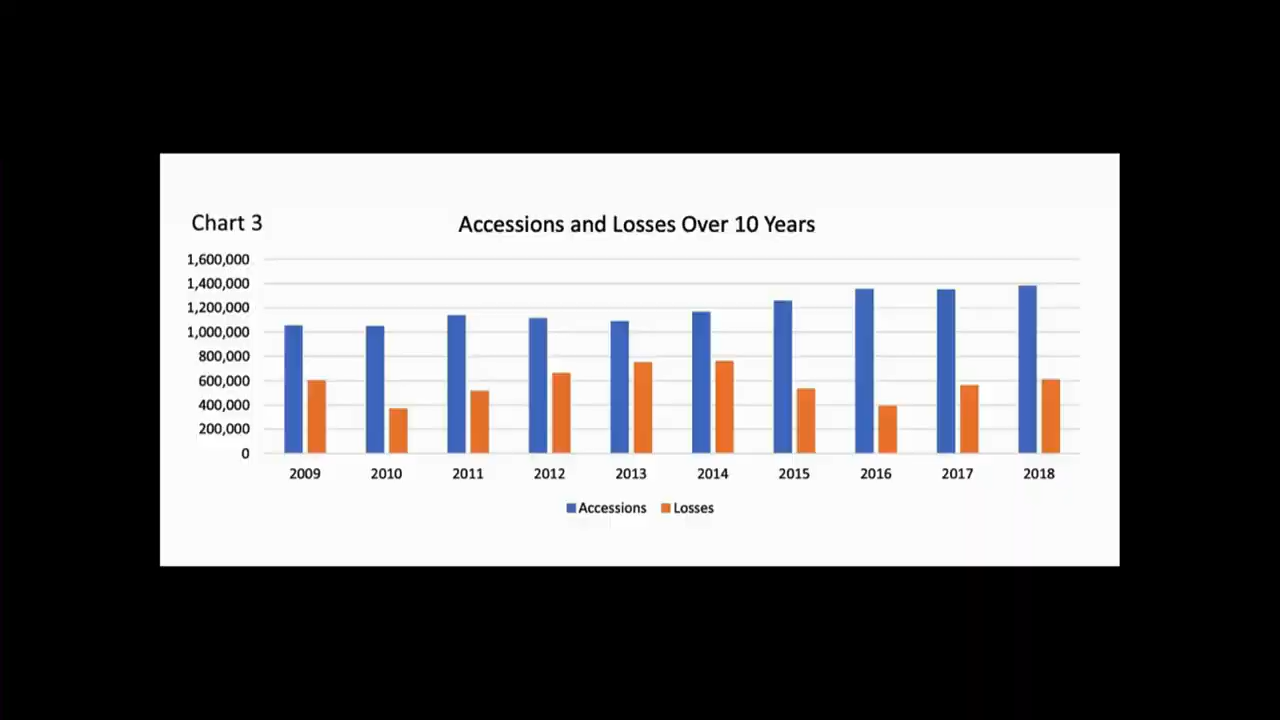 Chart 3
Accessions and Losses Over 10 Years
1,600,000
1,400,000
1,200,000
1,000,000
800,000
600,000
400,000
200,000
0
2009 2010 2011 2012 2013 2014 2015 2016 2017 2018
Accessions Losses